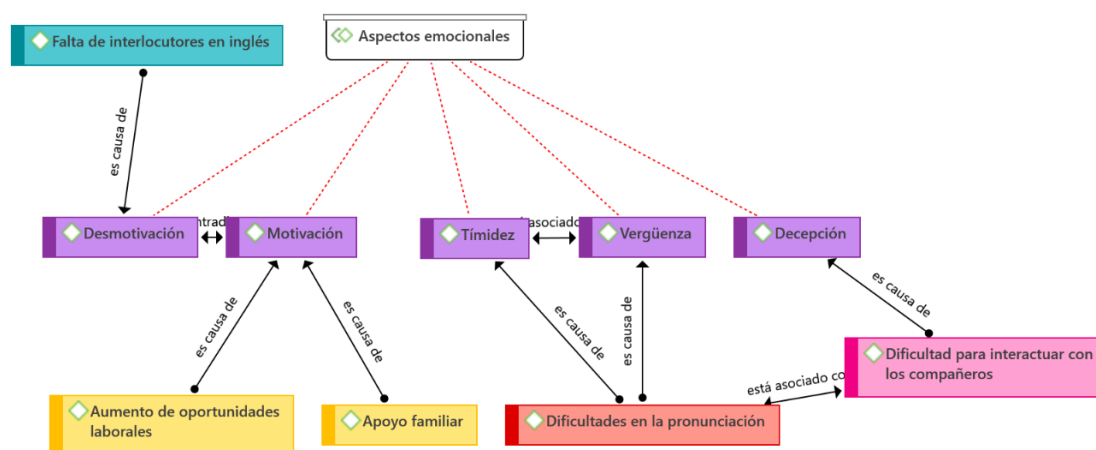 Falta de interlocutores en inglés
Aspectos emocionales
es causa de
Desmotivación
ntradi
Motivación
Tímidez
asociado
Vergüenza
Decepción
es causa de
es causa de
es causa de
es causa de
es causa de
Dificultad para interactuar con
los compañeros
está asociado co
Aumento de oportunidades
laborales
Apoyo familiar
Dificultades en la pronunciación